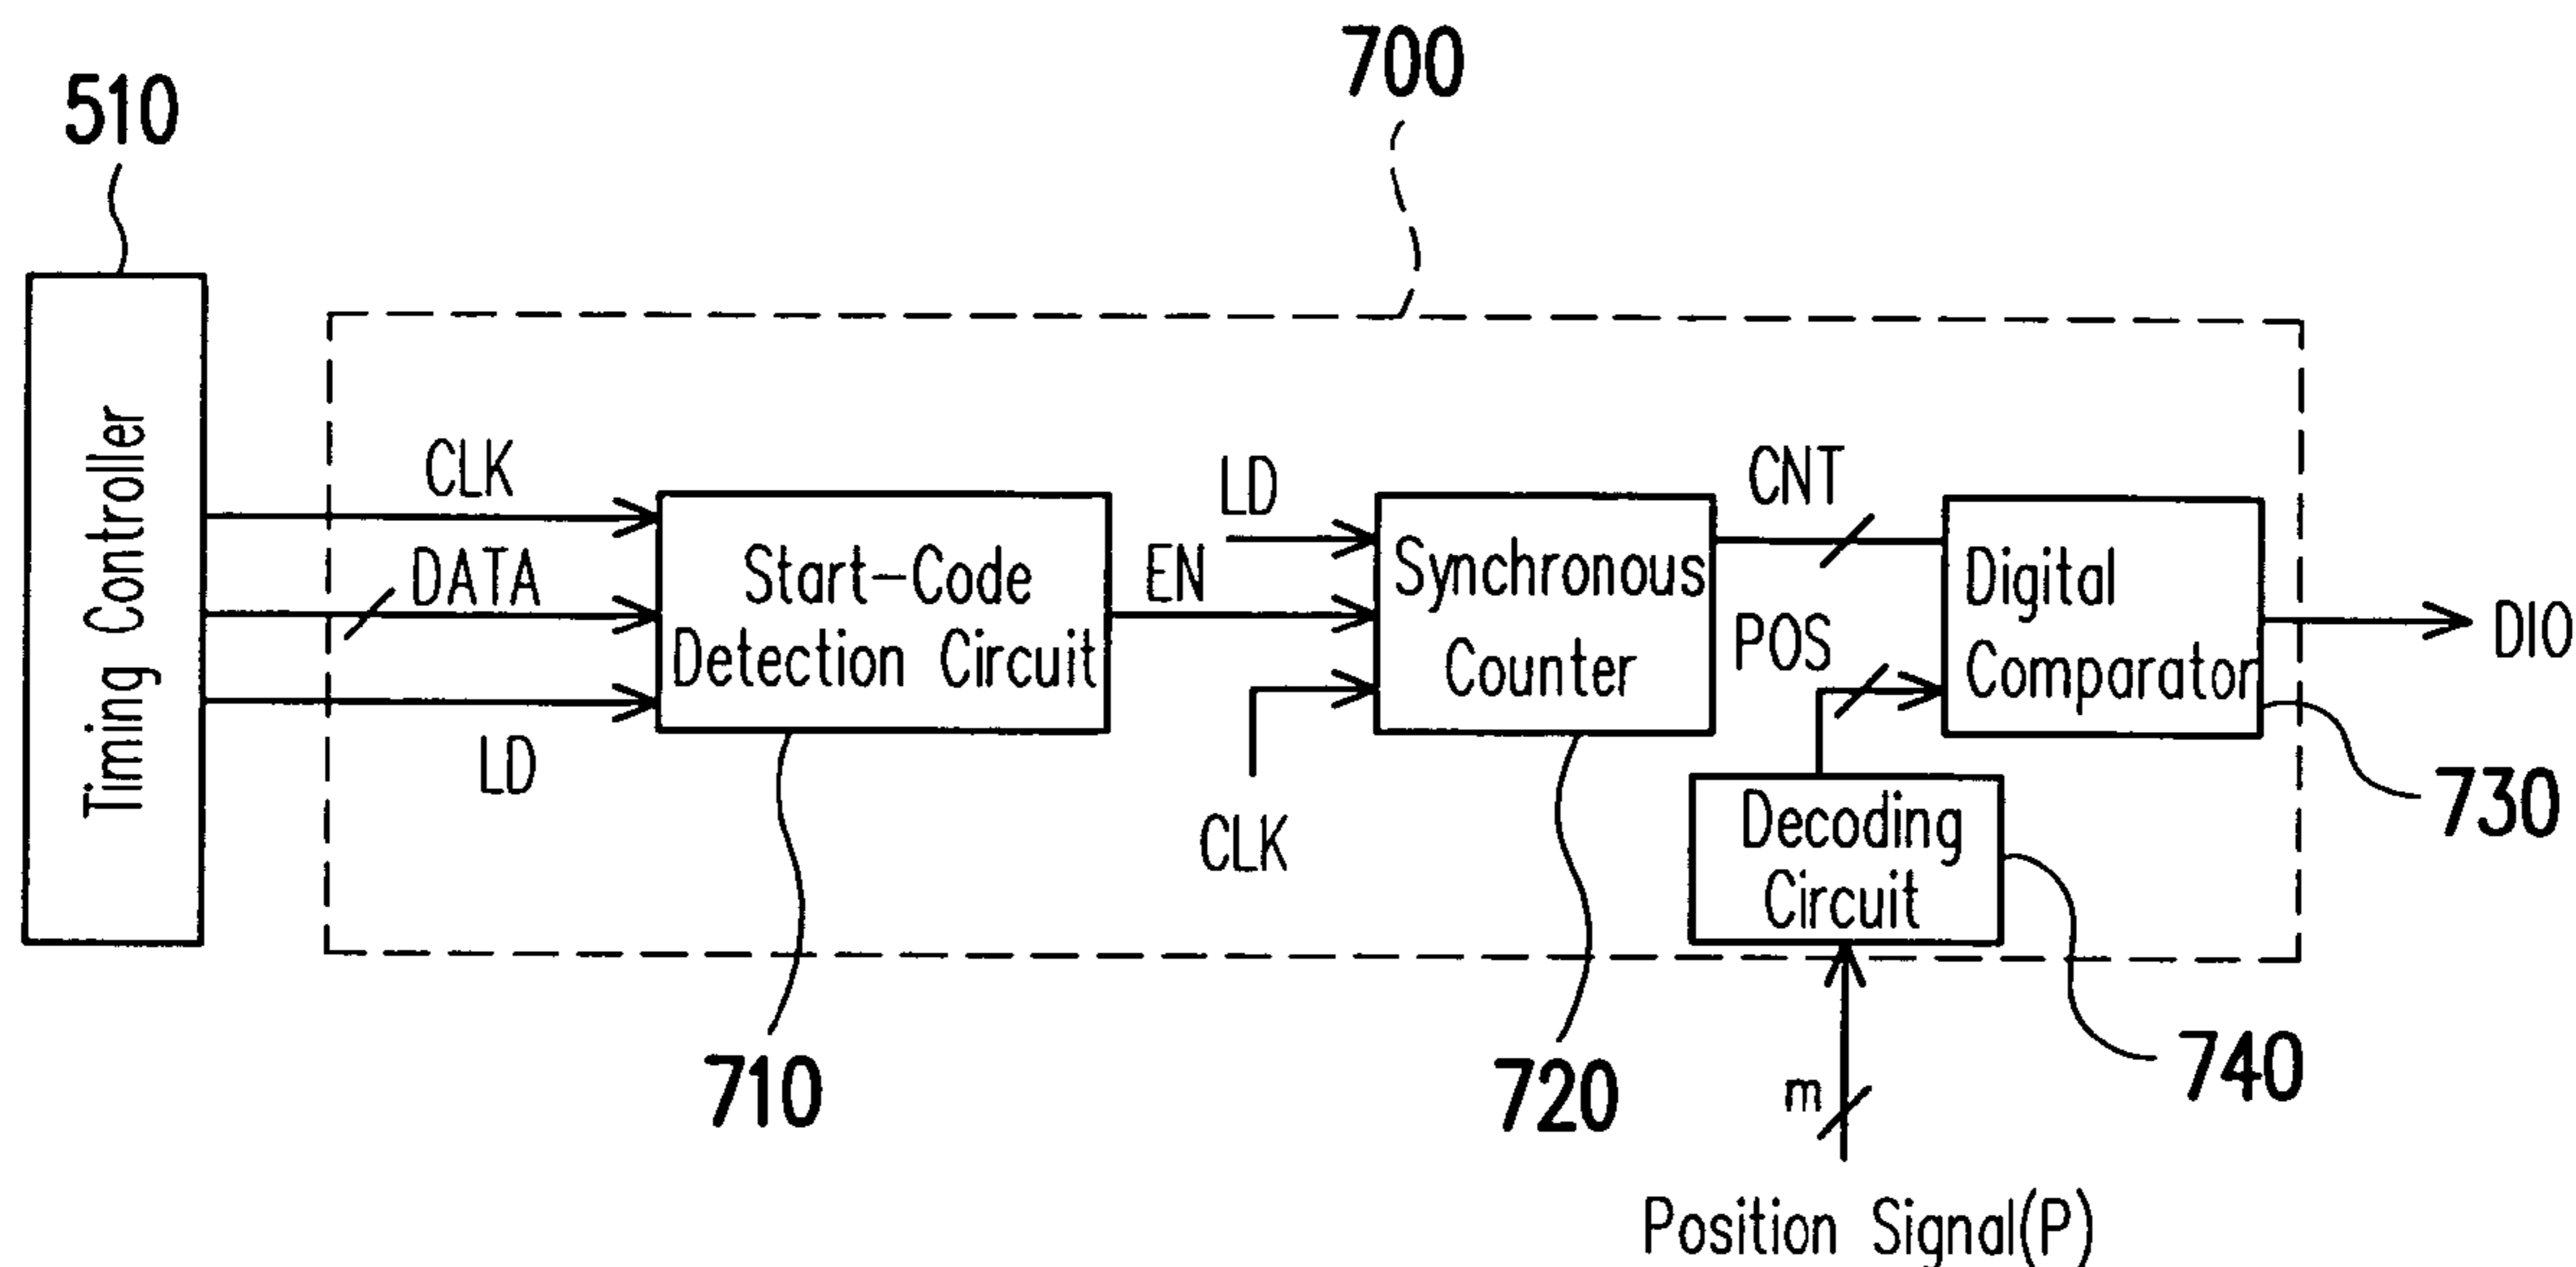 700
510
Timing Controller
CLK
DATA
LD
Start-Code
Detection Circuit
EN
LD
CLK
Synchronous
Counter
CNT
POS
Digital
Comparator
DIO
Decoding
Circuit
730
740
710
720
m
Position Signal(P)